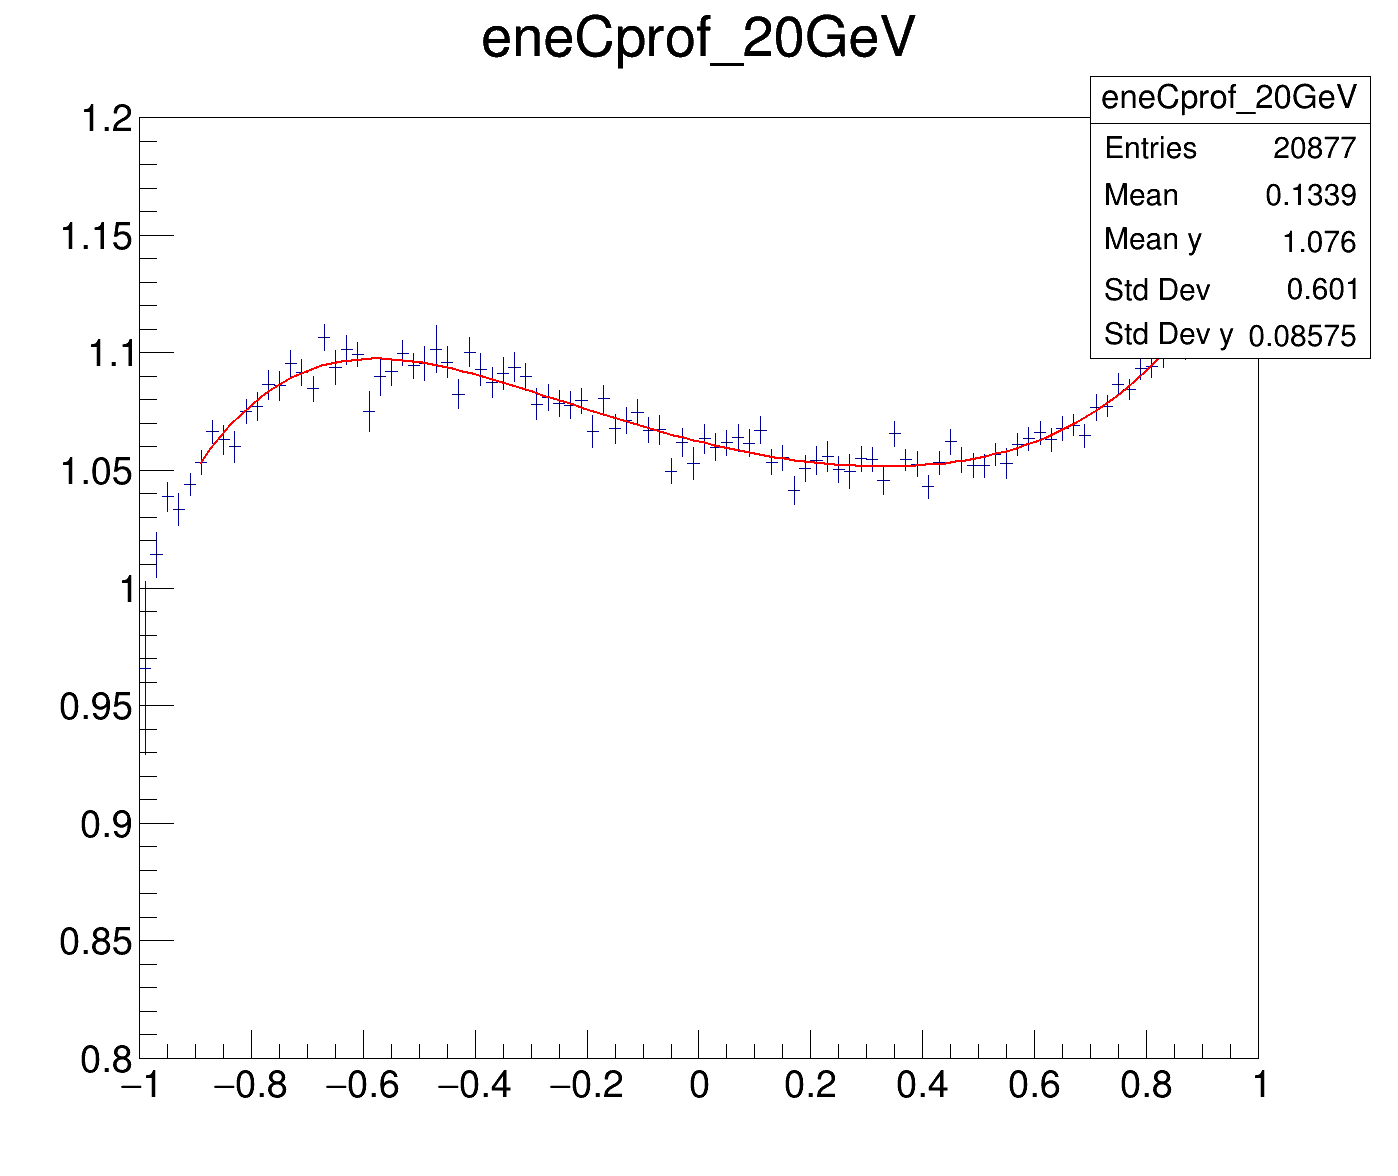 eneCprof_20GeV
eneCprof_20GeV
Entries 20877
Mean 0.1339
Mean y 1.076
Std Dev 0.601
Std Dev y 0.08575
1.2
1.15
1.1
1.05
1
0.95
0.9
0.85
0.8
−1 −0.8 −0.6 −0.4 −0.2 0 0.2 0.4 0.6 0.8 1